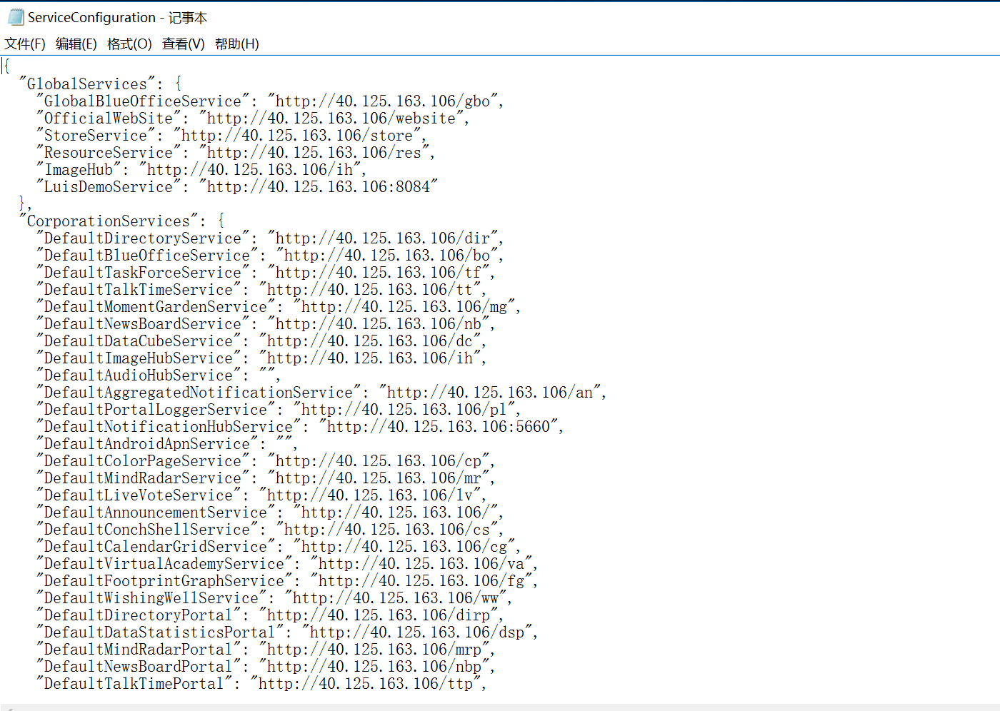 ServiceConfiguration - 记事本
文件(F) 编辑(E) 格式(O) 查看(V) 帮助(H)
{
  "GlobalServices": {
    "GlobalBlueOfficeService": "http://40.125.163.106/gbo",
    "OfficialWebSite": "http://40.125.163.106/website",
    "StoreService": "http://40.125.163.106/store",
    "ResourceService": "http://40.125.163.106/res",
    "ImageHub": "http://40.125.163.106/ih",
    "LuisDemoService": "http://40.125.163.106:8084"
  },
  "CorporationServices": {
    "DefaultDirectoryService": "http://40.125.163.106/dir",
    "DefaultBlueOfficeService": "http://40.125.163.106/bo",
    "DefaultTaskForceService": "http://40.125.163.106/tf",
    "DefaultTalkTimeService": "http://40.125.163.106/tt",
    "DefaultMomentGardenService": "http://40.125.163.106/mg",
    "DefaultNewsBoardService": "http://40.125.163.106/nb",
    "DefaultDataCubeService": "http://40.125.163.106/dc",
    "DefaultImageHubService": "http://40.125.163.106/ih",
    "DefaultAudioHubService": "",
    "DefaultAggregatedNotificationService": "http://40.125.163.106/an",
    "DefaultPortalLoggerService": "http://40.125.163.106/pl",
    "DefaultNotificationHubService": "http://40.125.163.106:5660",
    "DefaultAndroidApnService": "",
    "DefaultColorPageService": "http://40.125.163.106/cp",
    "DefaultMindRadarService": "http://40.125.163.106/mr",
    "DefaultLiveVoteService": "http://40.125.163.106/lv",
    "DefaultAnnouncementService": "http://40.125.163.106/",
    "DefaultConchShellService": "http://40.125.163.106/cs",
    "DefaultCalendarGridService": "http://40.125.163.106/cg",
    "DefaultVirtualAcademyService": "http://40.125.163.106/va",
    "DefaultFootprintGraphService": "http://40.125.163.106/fg",
    "DefaultWishingWellService": "http://40.125.163.106/ww",
    "DefaultDirectoryPortal": "http://40.125.163.106/dirp",
    "DefaultDataStatisticsPortal": "http://40.125.163.106/dsp",
    "DefaultMindRadarPortal": "http://40.125.163.106/mrp",
    "DefaultNewsBoardPortal": "http://40.125.163.106/nbp",
    "DefaultTalkTimePortal": "http://40.125.163.106/ttp",